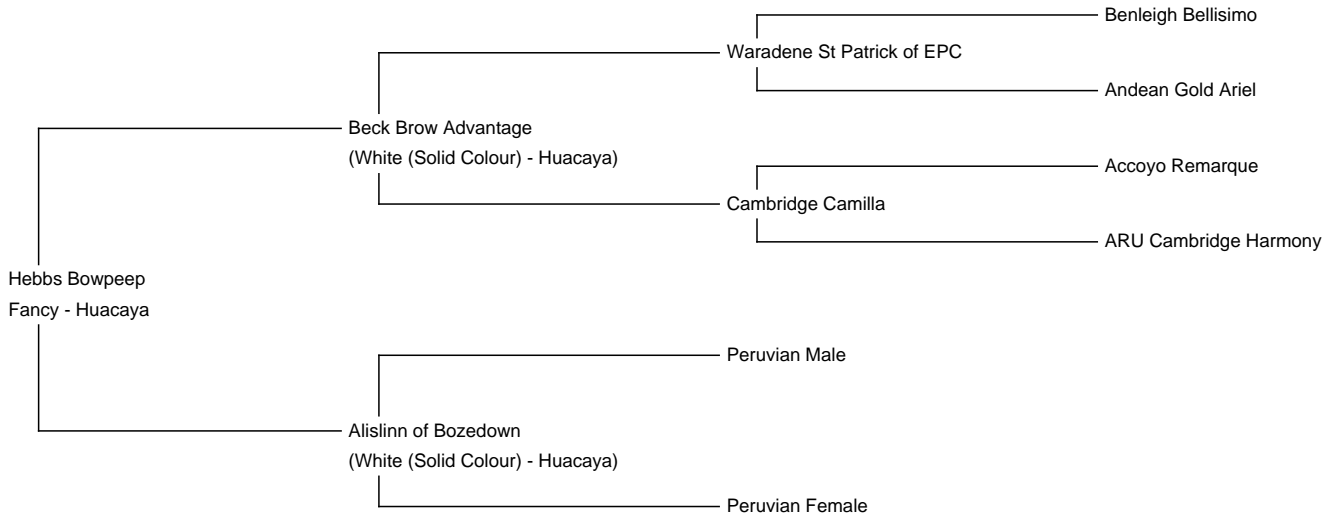 Benleigh Bellisimo
Waradene St Patrick of EPC
Andean Gold Ariel
Beck Brow Advantage
(White (Solid Colour) - Huacaya)
Accoyo Remarque
Cambridge Camilla
ARU Cambridge Harmony
Hebbs Bowpeep
Fancy - Huacaya
Peruvian Male
Alislinn of Bozedown
(White (Solid Colour) - Huacaya)
Peruvian Female